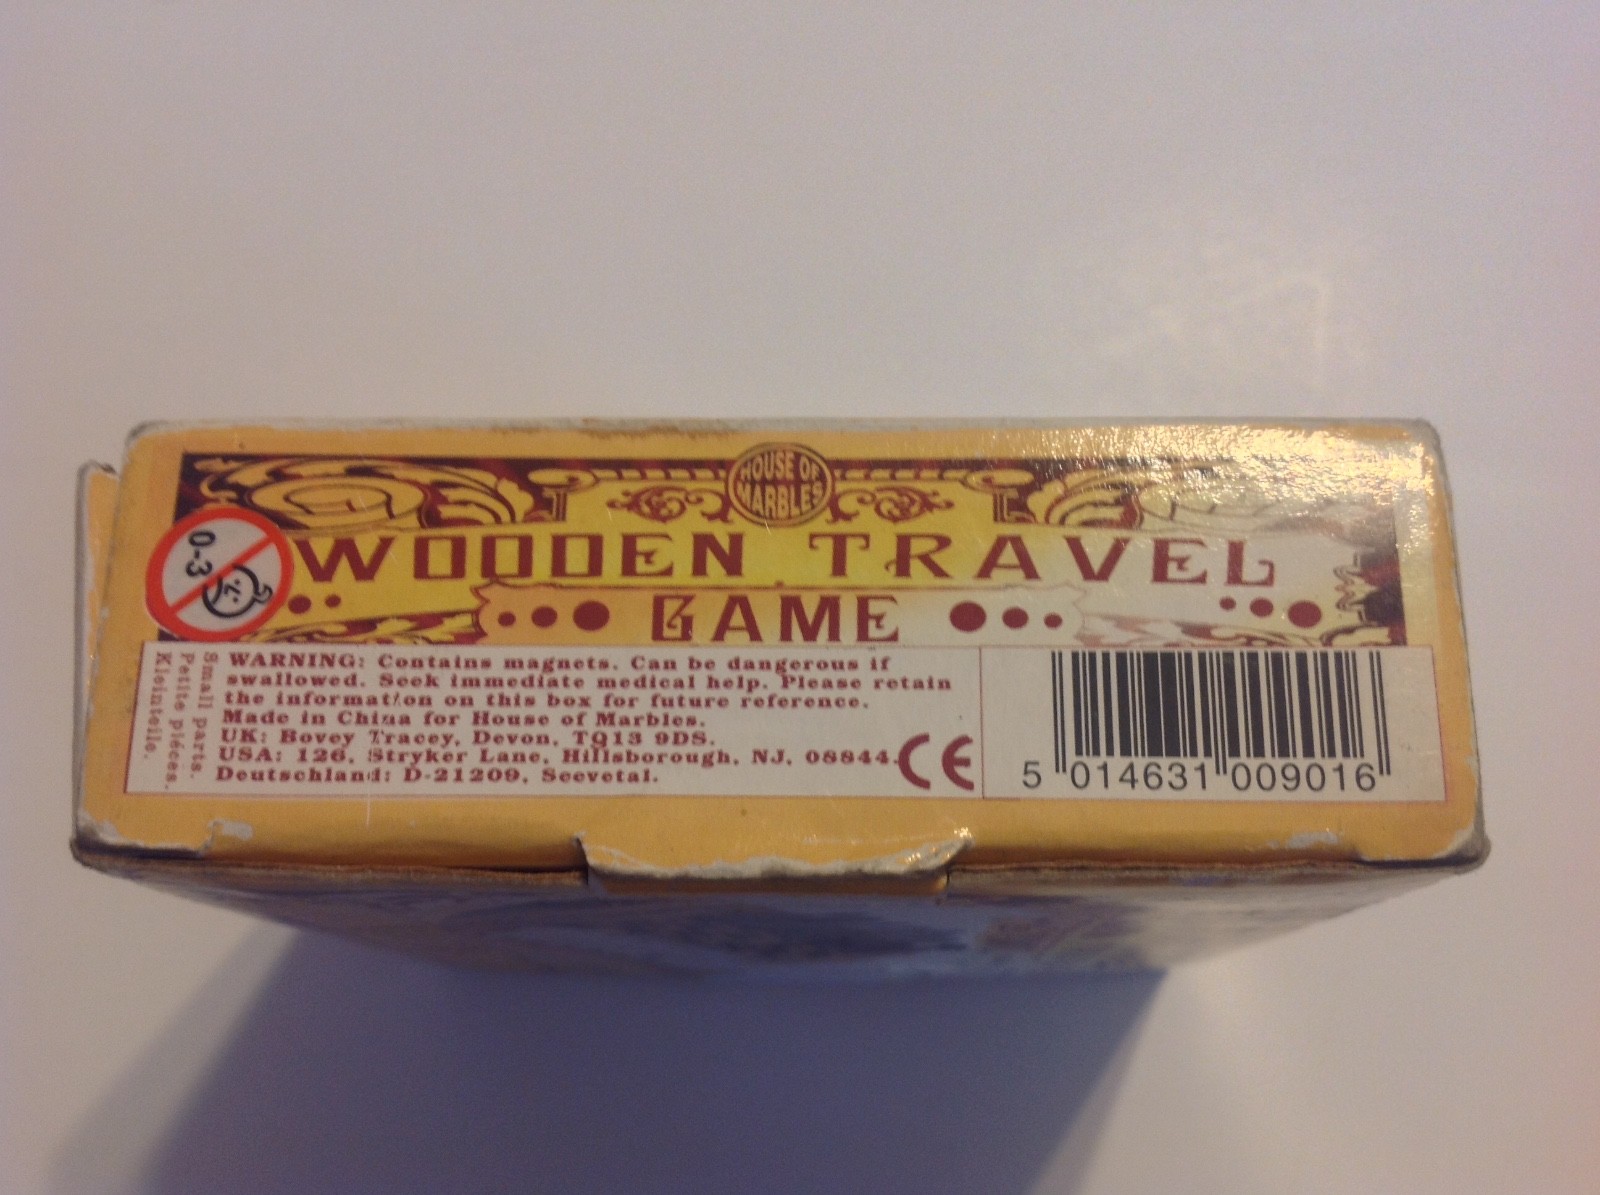 HOUSE OF
MARBLES
WOODEN TRAVEL
GAME
0-3
Small parts.
Petite pièces.
Kleinteile.
WARNING: Contains magnets. Can be dangerous if
swallowed. Seek immediate medical help. Please retain
the information on this box for future reference.
Made in China for House of Marbles.
UK: Bovey Tracey, Devon, TQ13 9DS.
USA: 126, Stryker Lane, Hillsborough, NJ, 08844.
Deutschland: D-21209, Seevetal.
CE
5 014631 009016